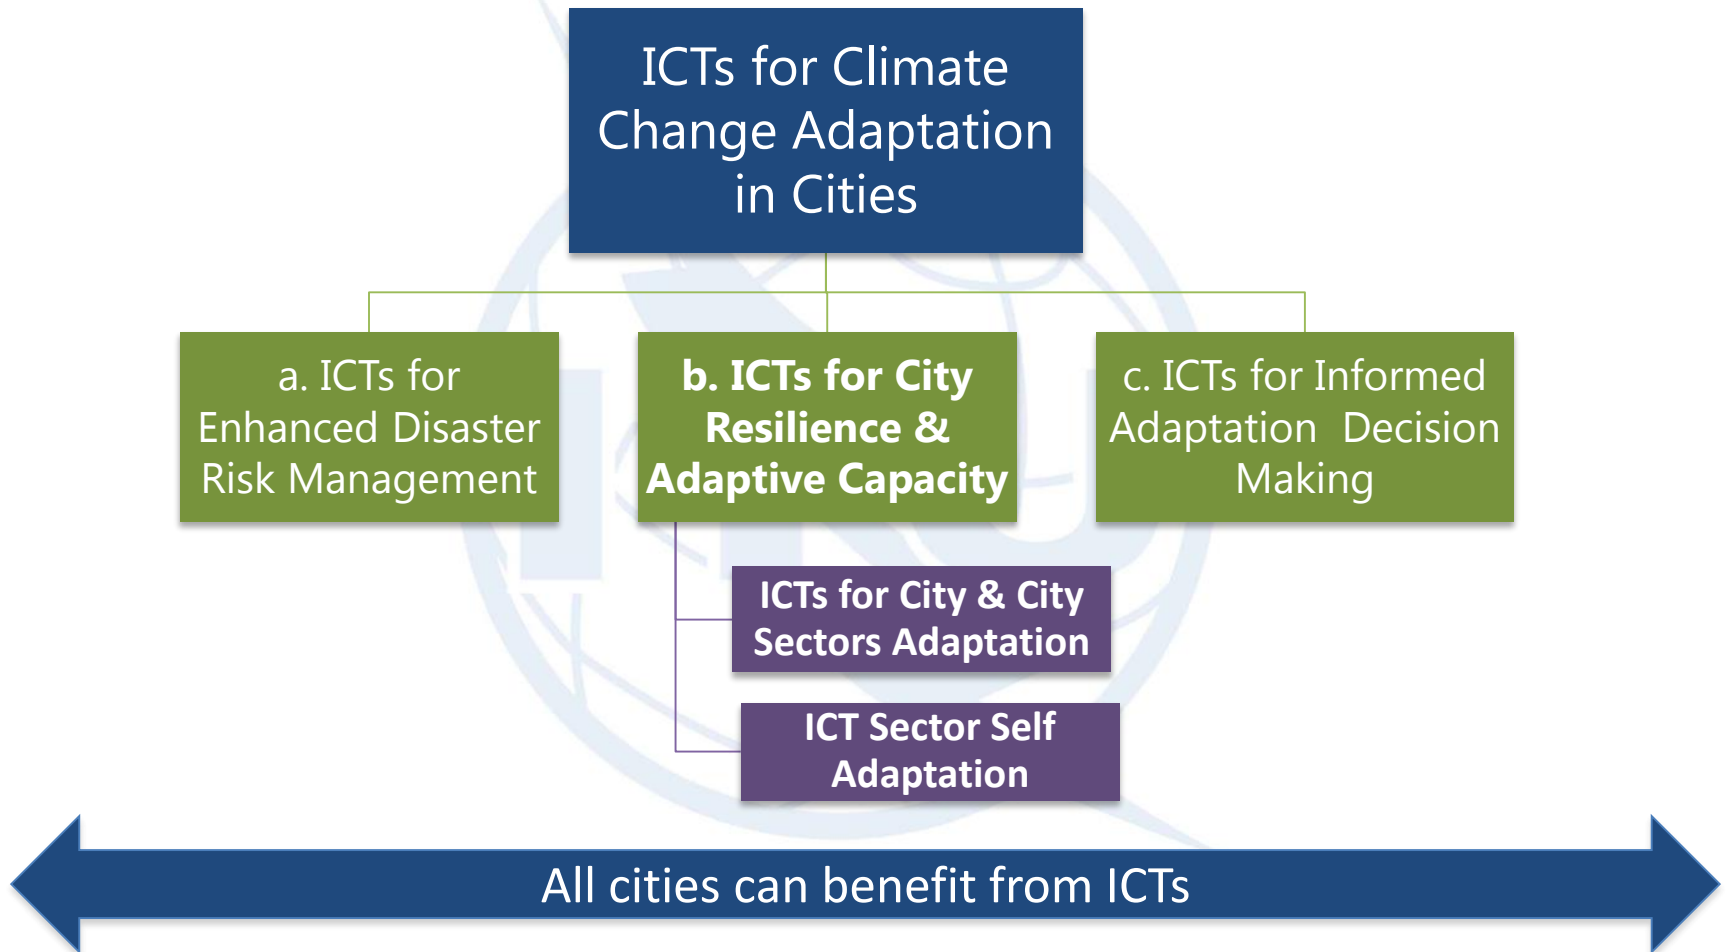 ICTs for Climate
Change Adaptation
in Cities
a. ICTs for
Enhanced Disaster
Risk Management
b. ICTs for City
Resilience &
Adaptive Capacity
c. ICTs for Informed
Adaptation  Decision
Making
ICTs for City & City
Sectors Adaptation
ICT Sector Self
Adaptation
All cities can benefit from ICTs
ITU